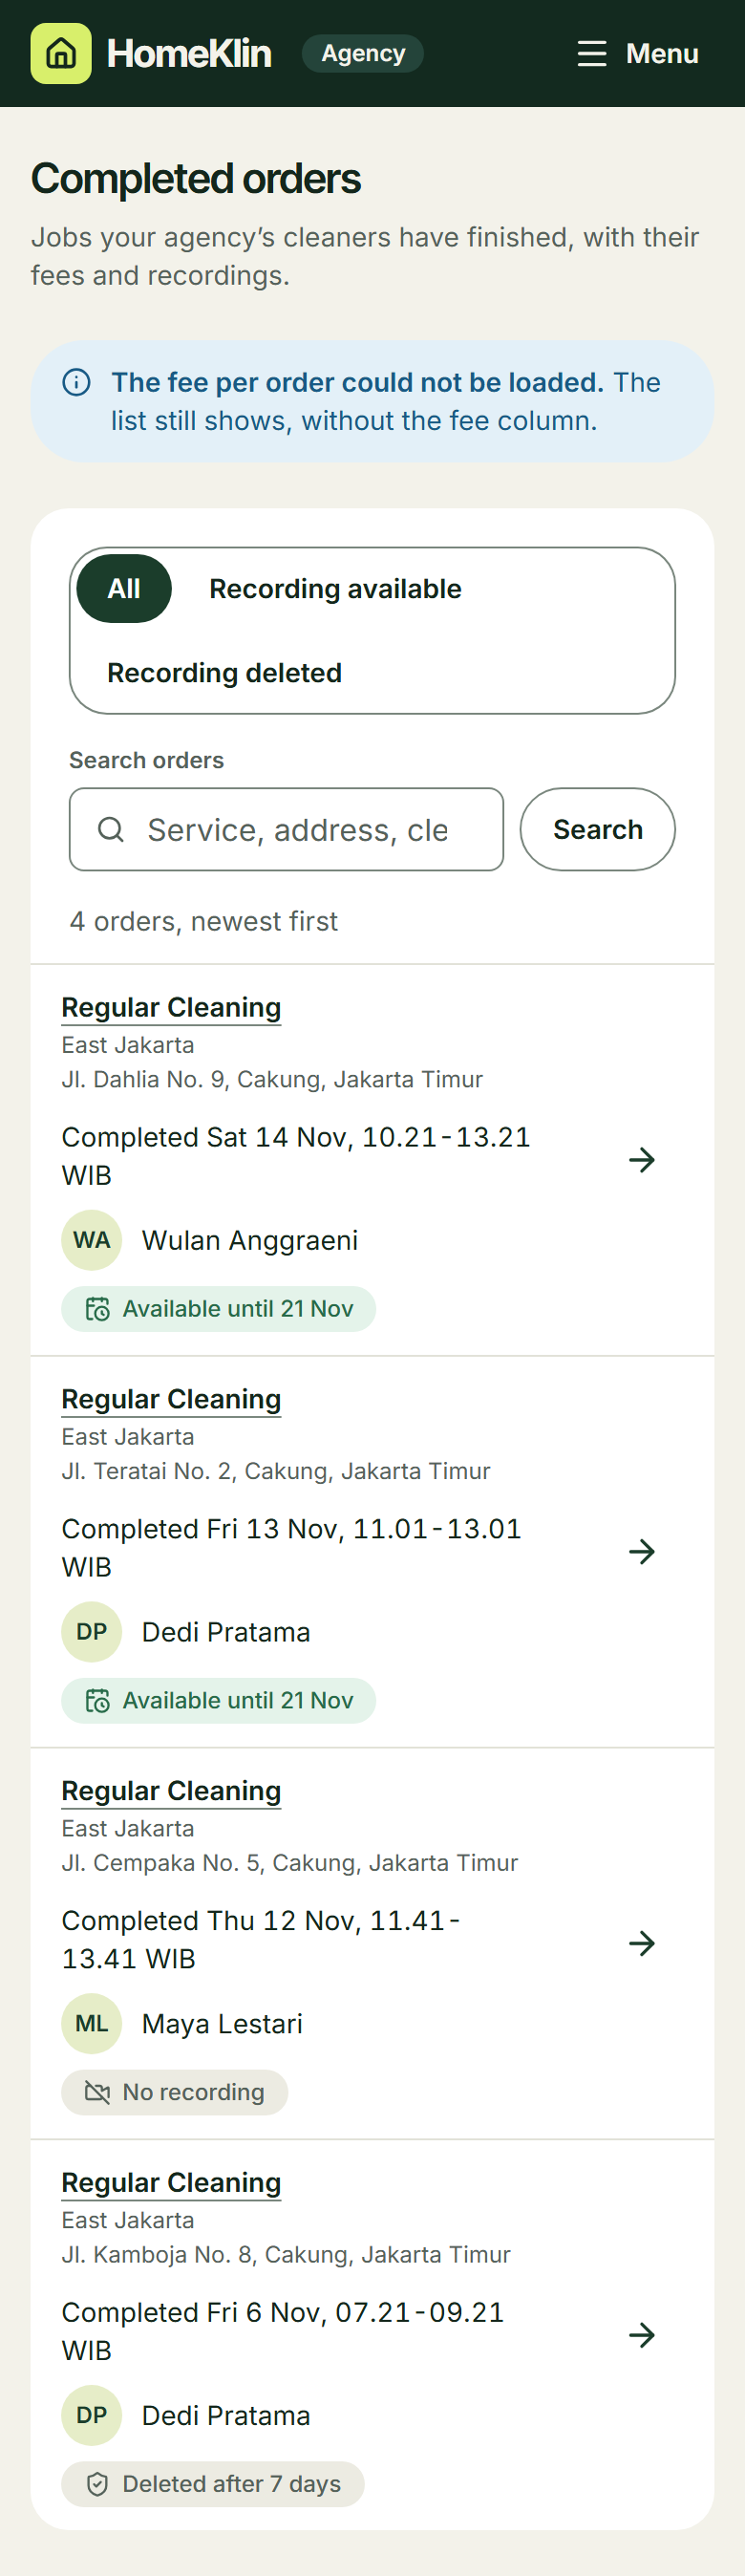 HomeKlin
Agency
Menu
Completed orders
Jobs your agency’s cleaners have finished, with their
fees and recordings.
The fee per order could not be loaded. The
list still shows, without the fee column.
All
Recording available
Recording deleted
Search orders
Service, address, cle
Search
4 orders, newest first
Regular Cleaning
East Jakarta
Jl. Dahlia No. 9, Cakung, Jakarta Timur
Completed Sat 14 Nov, 10.21-13.21
WIB
WA
Wulan Anggraeni
Available until 21 Nov
Regular Cleaning
East Jakarta
Jl. Teratai No. 2, Cakung, Jakarta Timur
Completed Fri 13 Nov, 11.01-13.01
WIB
DP
Dedi Pratama
Available until 21 Nov
Regular Cleaning
East Jakarta
Jl. Cempaka No. 5, Cakung, Jakarta Timur
Completed Thu 12 Nov, 11.41-
13.41 WIB
ML
Maya Lestari
No recording
Regular Cleaning
East Jakarta
Jl. Kamboja No. 8, Cakung, Jakarta Timur
Completed Fri 6 Nov, 07.21-09.21
WIB
DP
Dedi Pratama
Deleted after 7 days